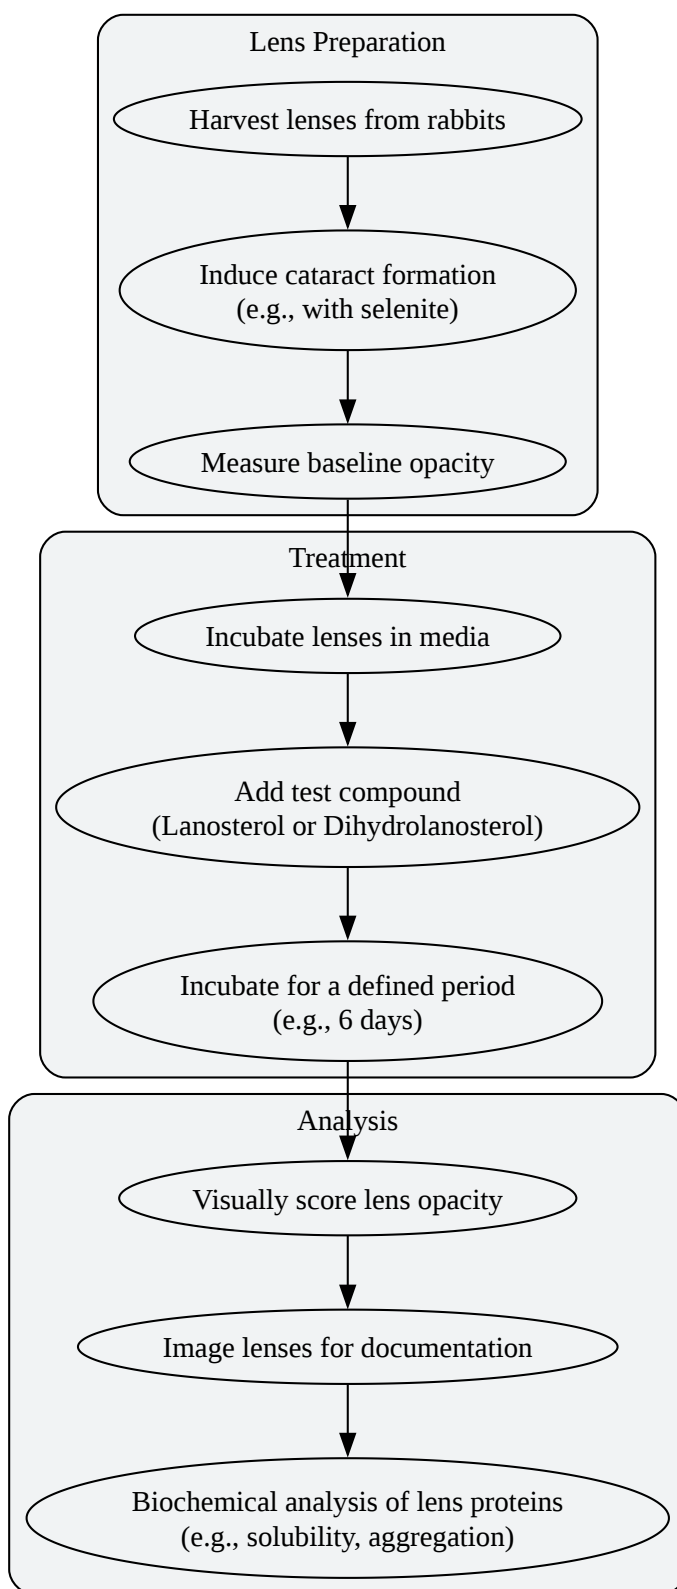 Lens Preparation
Harvest lenses from rabbits
Induce cataract formation
(e.g., with selenite)
Measure baseline opacity
Treatment
Incubate lenses in media
Add test compound
(Lanosterol or Dihydrolanosterol)
Incubate for a defined period
(e.g., 6 days)
Analysis
Visually score lens opacity
Image lenses for documentation
Biochemical analysis of lens proteins
(e.g., solubility, aggregation)